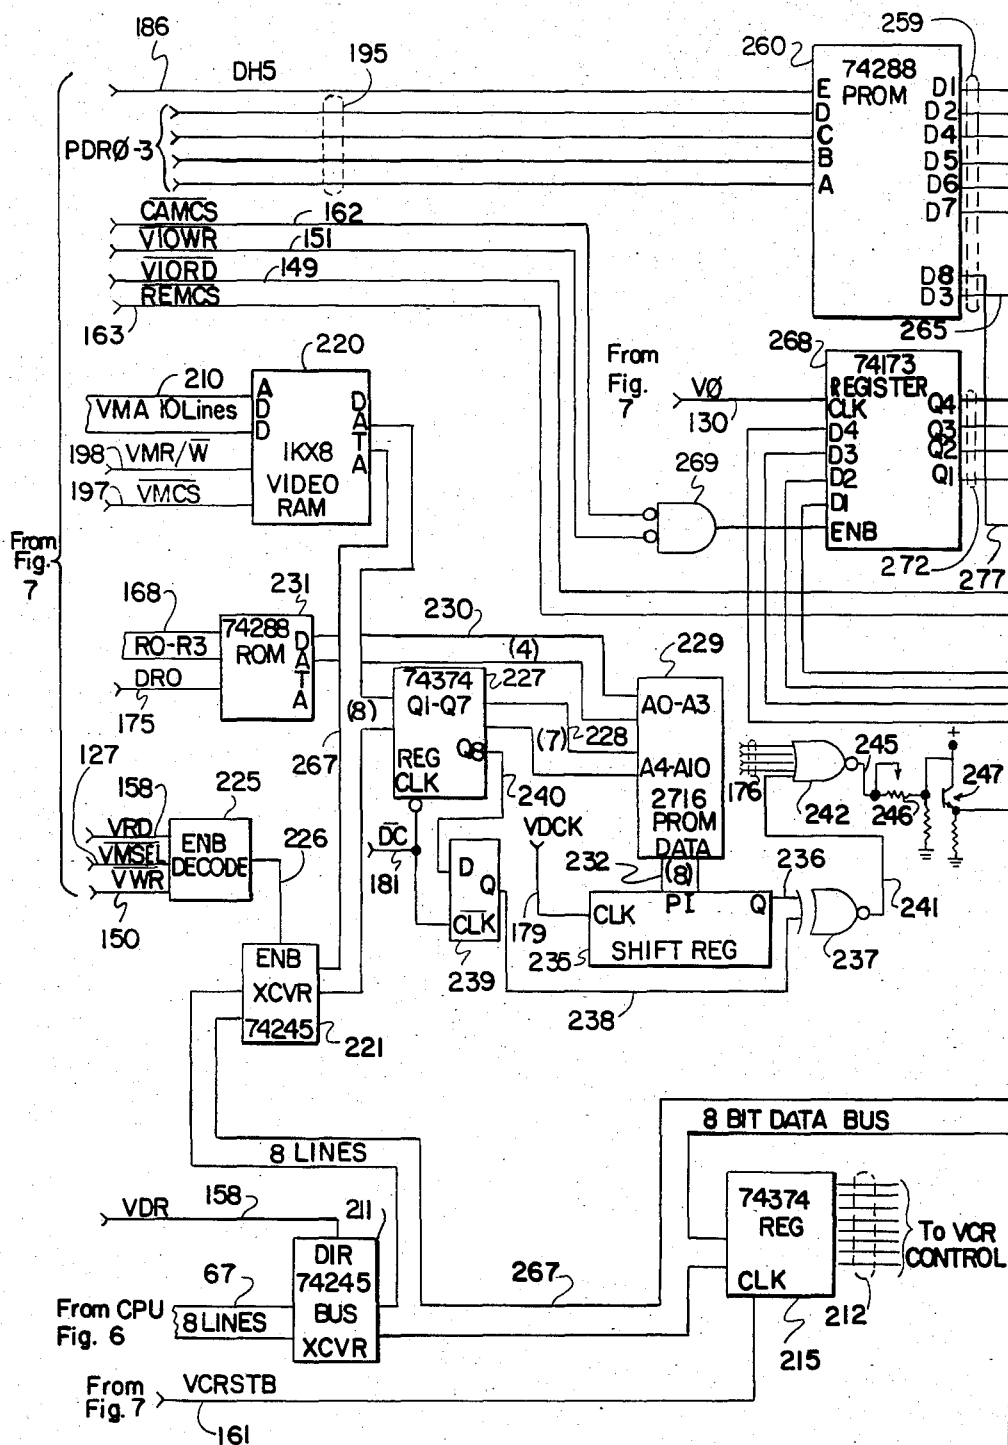 186
DH5
195
260
74288
PROM
259
E
D
C
B
A
D1
D2
D4
D5
D6
D7
D8
D3
265
PDRØ-3
CAMCS
162
VIOWR
151
VIORD
149
REMCS
163
From
Fig.
7
VØ
130
268
74173
REGISTER
CLK
D4
D3
D2
D1
ENB
Q4
Q3
Q2
Q1
272
277
269
220
210
VMA 10Lines
A
D
D
D
A
T
A
1KX8
VIDEO
RAM
198
VMR/W
197
VMCS
From
Fig.
7
168
RO-R3
DRO
175
231
74288
ROM
D
A
T
A
230
(4)
229
AO-A3
A4-A10
2716
PROM
DATA
(8)
232
267
(8)
74374
Q1-Q7
Q8
REG
CLK
227
228
(7)
240
127
158
VRD
VMSEL
VWR
150
225
ENB
DECODE
226
DC
181
D
Q
CLK
239
VDCK
179
CLK
PI
Q
SHIFT REG
235
236
237
238
241
176
242
245
246
+
247
ENB
XCVR
74245
221
8 LINES
8 BIT DATA BUS
VDR
158
211
DIR
74245
BUS
XCVR
67
From CPU
Fig. 6
8 LINES
267
74374
REG
CLK
215
212
To VCR
CONTROL
From
Fig. 7
VCRSTB
161